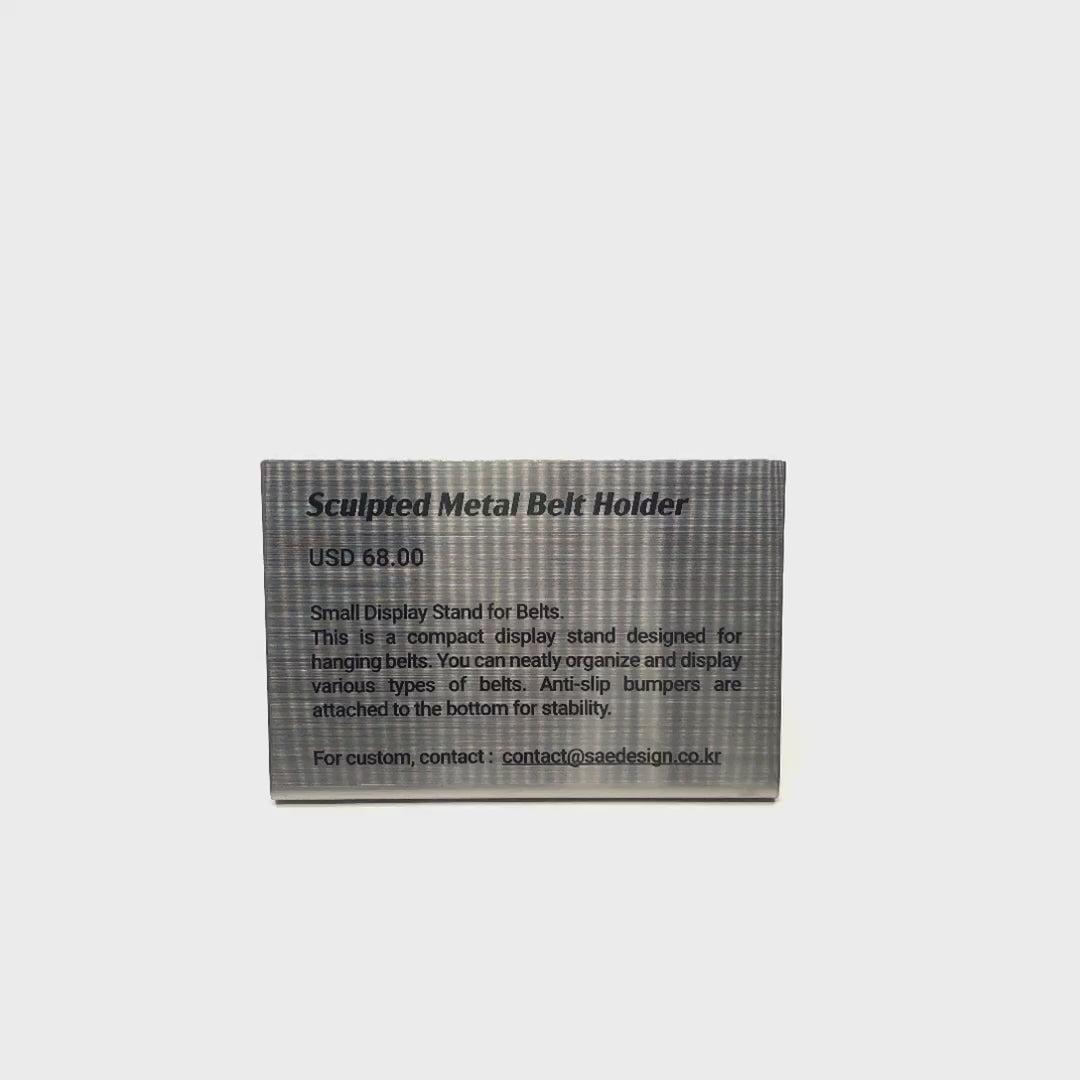 Sculpted Metal Belt Holder
USD 68.00
Small Display Stand for Belts.
This is a compact display stand designed for
hanging belts. You can neatly organize and display
various types of belts. Anti-slip bumpers are
attached to the bottom for stability.
For custom, contact : contact@saedesign.co.kr